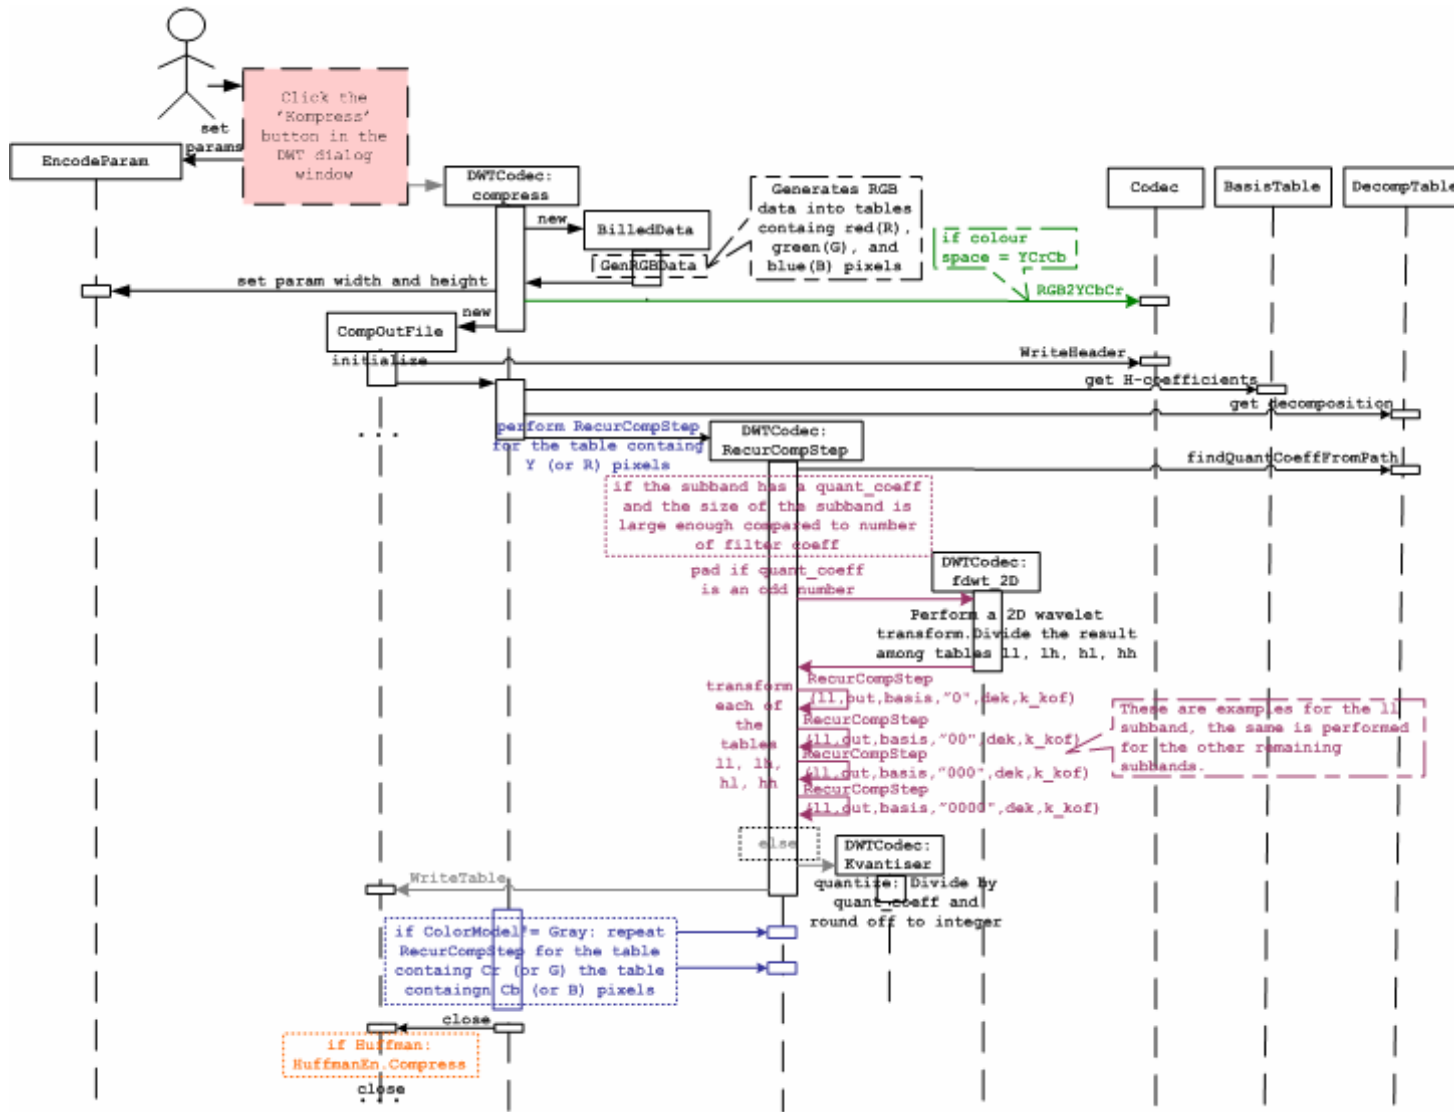 Click the
'Kompress'
button in the
DWT dialog
window
set
params
EncodeParam
DWTCodec:
compress
new
BilledData
GenRGBData
Generates RGB
data into tables
containg red(R),
green(G), and
blue(B) pixels
if colour
space = YCrCb
Codec
BasisTable
DecompTable
set param width and height
RGB2YCbCr
new
CompOutFile
initialize
WriteHeader
get H-coefficients
get decomposition
. . .
perform RecurCompStep
for the table containg
Y (or R) pixels
DWTCodec:
RecurCompStep
findQuantCoeffFromPath
if the subband has a quant_coeff
and the size of the subband is
large enough compared to number
of filter coeff
pad if quant_coeff
is an odd number
DWTCodec:
fdwt_2D
Perform a 2D wavelet
transform.Divide the result
among tables ll, lh, hl, hh
transform
each of
the
tables
ll, lh,
hl, hh
RecurCompStep
(ll,out,basis,"0",dek,k_kof)
RecurCompStep
(ll,out,basis,"00",dek,k_kof)
RecurCompStep
(ll,out,basis,"000",dek,k_kof)
RecurCompStep
(ll,out,basis,"0000",dek,k_kof)
These are examples for the ll
subband, the same is performed
for the other remaining
subbands.
else
DWTCodec:
Kvantiser
WriteTable
quantize: Divide by
quant_coeff and
round off to integer
if ColorModel != Gray: repeat
RecurCompStep for the table
containg Cr (or G) the table
containgn Cb (or B) pixels
close
if Huffman:
HuffmanEn.Compress
close
. . .